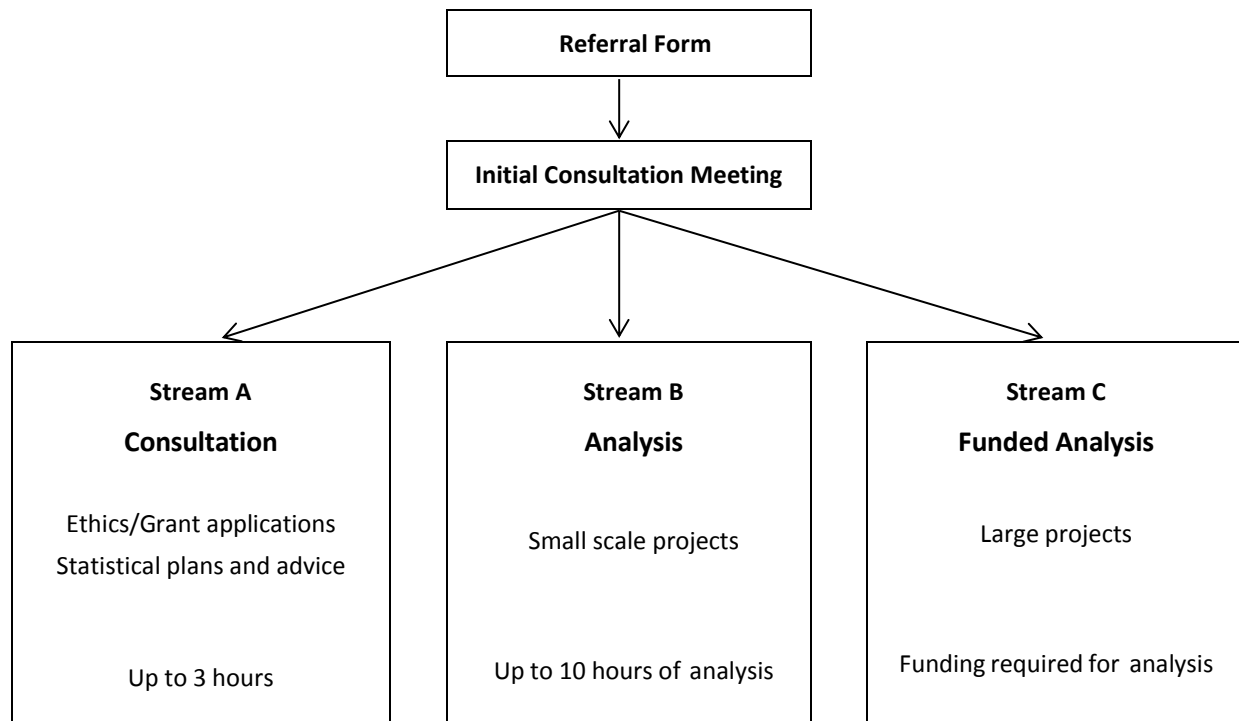 Referral Form
Initial Consultation Meeting
Stream A
Consultation
Ethics/Grant applications
Statistical plans and advice
Up to 3 hours
Stream B
Analysis
Small scale projects
Up to 10 hours of analysis
Stream C
Funded Analysis
Large projects
Funding required for analysis